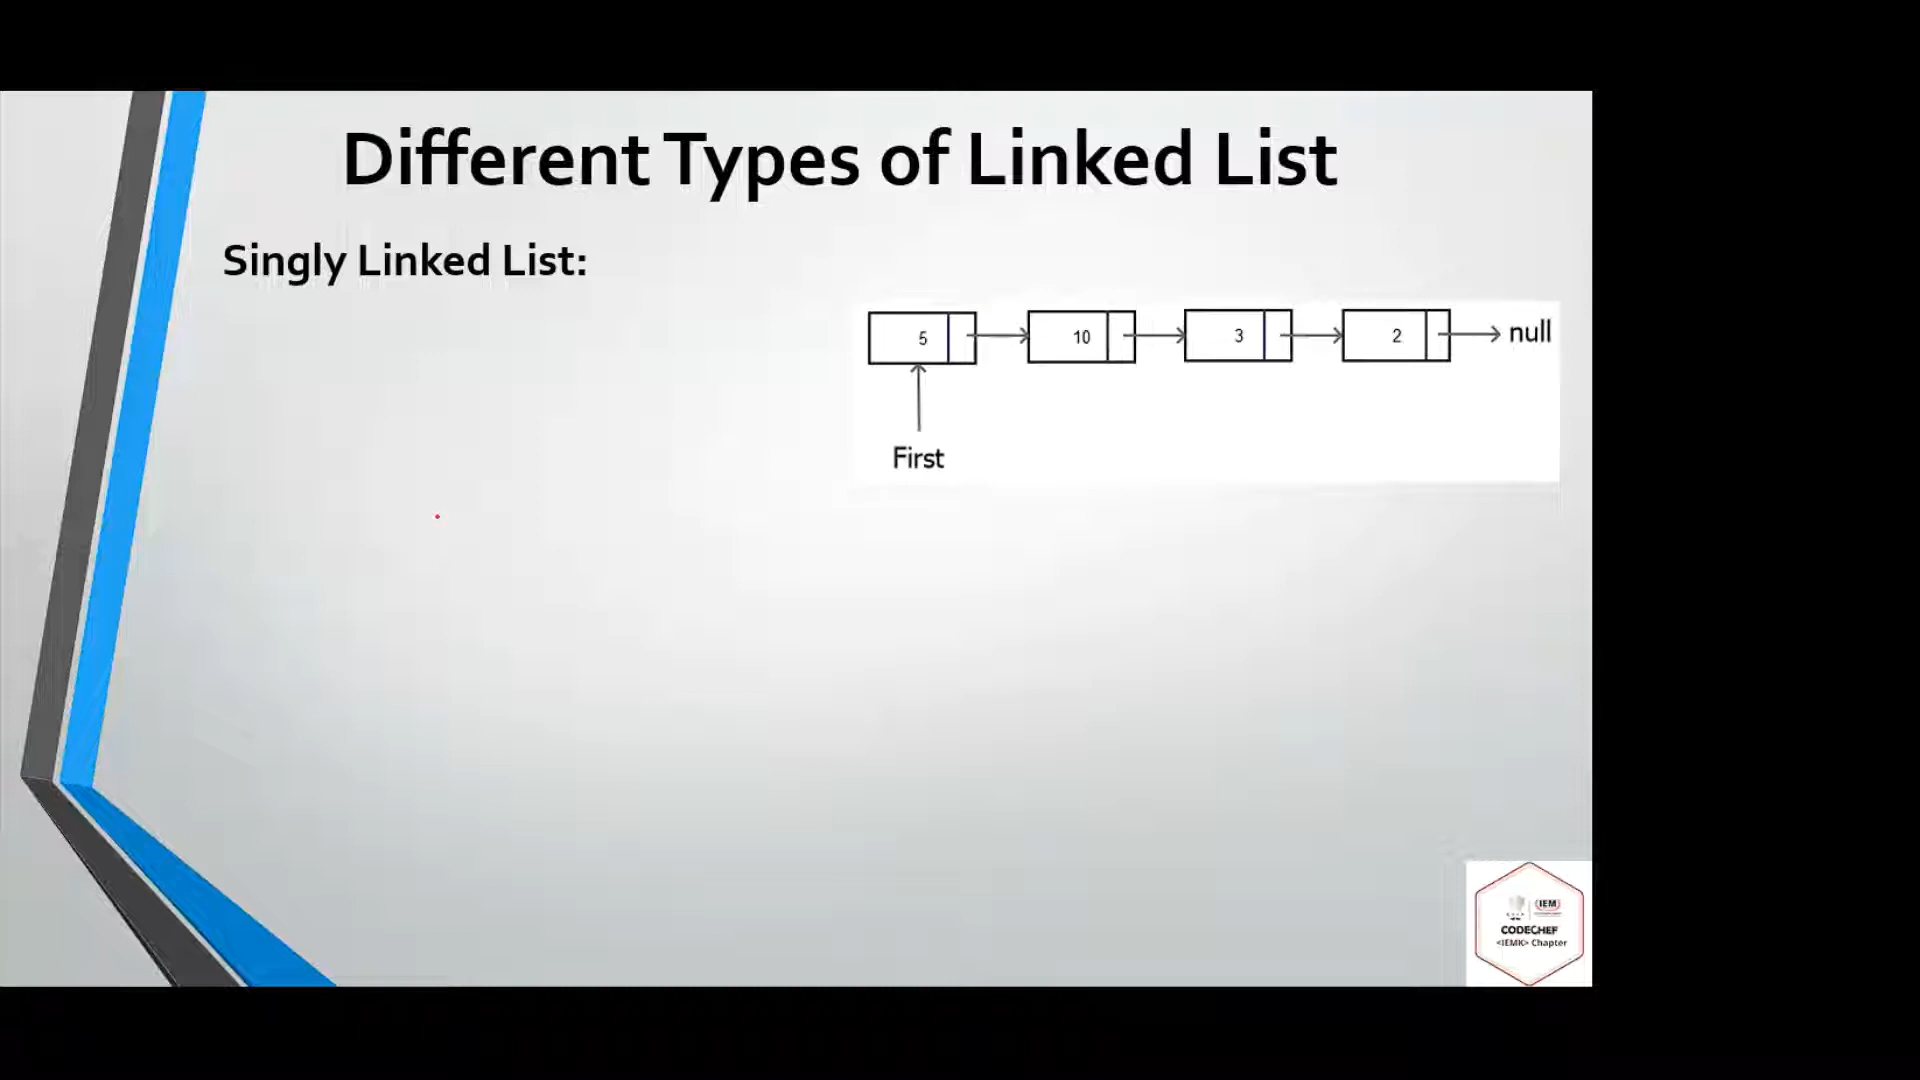 Different Types of Linked List
Singly Linked List:
5 10 3 2 null
First
IEM
CODECHEF
<IEMK> Chapter